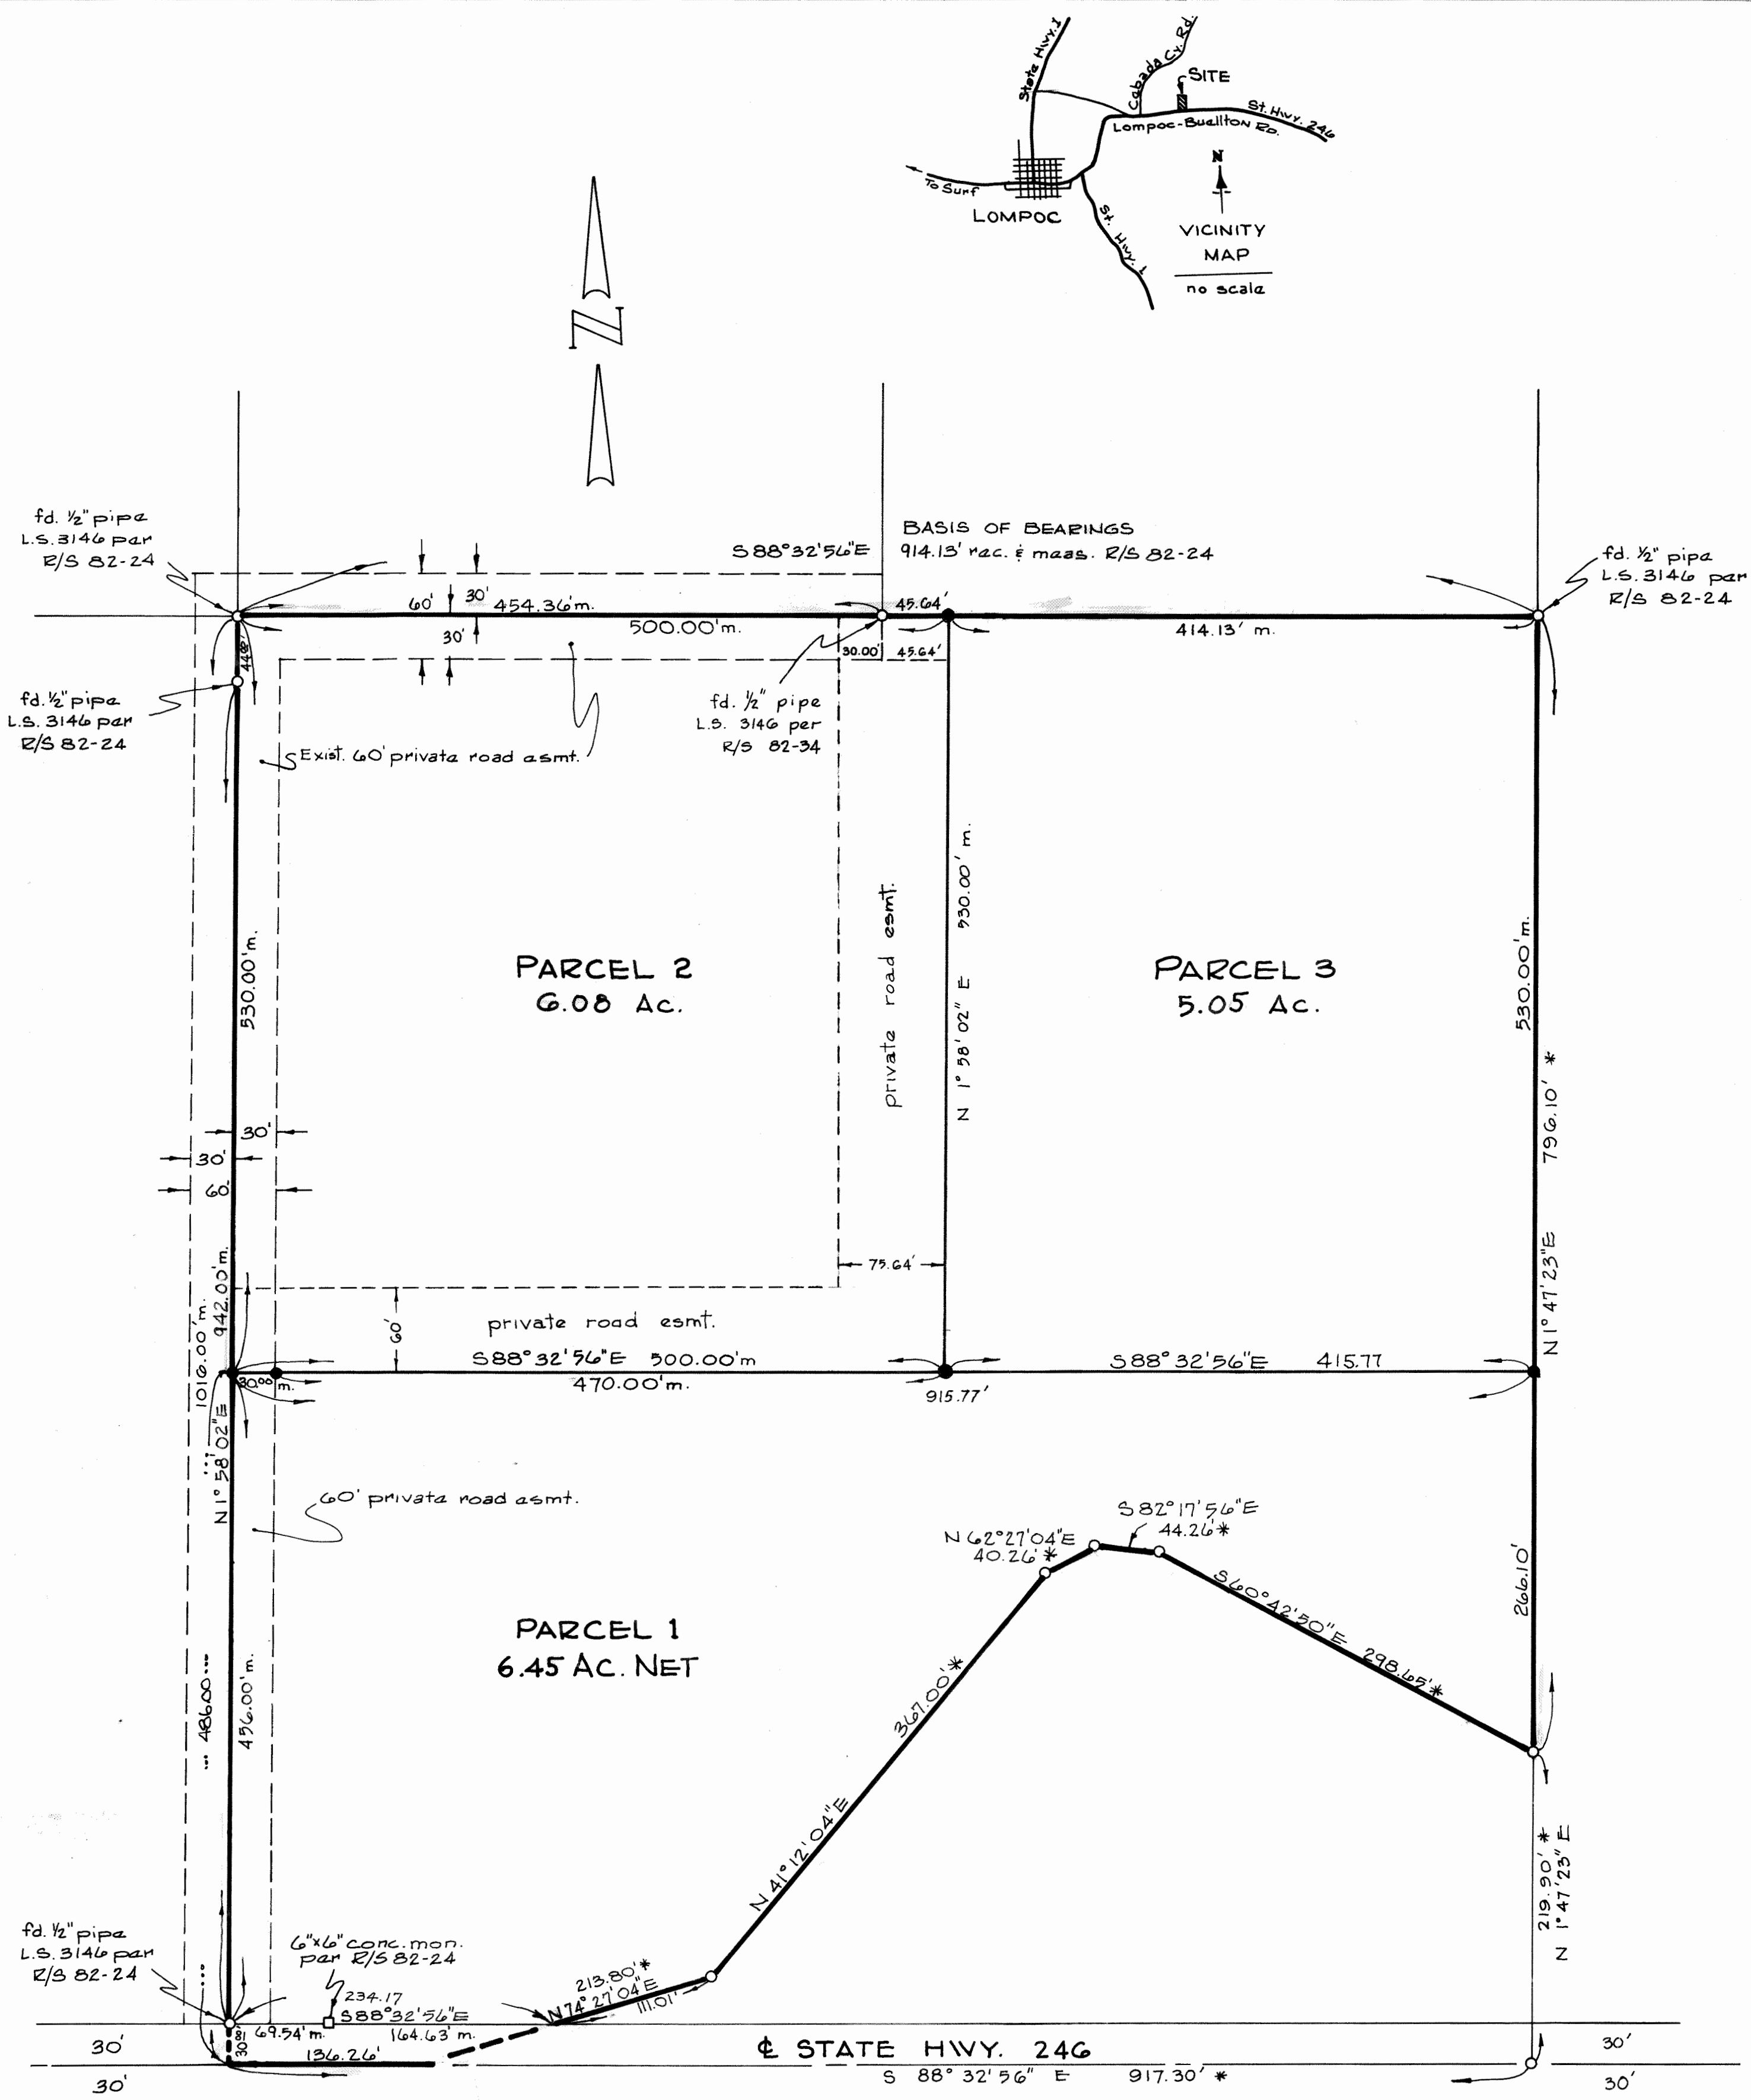 State Hwy. 1
Cabada Cy. Rd.
SITE
St. Hwy. 246
Lompoc-Buellton Rd.
To Surf
LOMPOC
St. Hwy. 1
N
VICINITY
MAP
no scale
N
fd. ½" pipe
L.S. 3146 per
R/S 82-24
S88°32'56"E
BASIS OF BEARINGS
914.13' rec. & meas. R/S 82-24
fd. ½" pipe
L.S. 3146 per
R/S 82-24
60'
30'
454.36'm.
45.64'
30'
500.00'm.
414.13' m.
30.00'
45.64'
fd. ½" pipe
L.S. 3146 per
R/S 82-24
fd. ½" pipe
L.S. 3146 per
R/S 82-34
Exist. 60' private road esmt.
530.00'm.
PARCEL 2
6.08 Ac.
private road esmt.
N 1° 58' 02" E 530.00' m.
PARCEL 3
5.05 Ac.
530.00'm.
N 1° 47' 23" E 796.10' *
30'
30'
60'
75.64'
942.00'm.
1016.00'm.
60'
private road esmt.
S88°32'56"E 500.00'm
S88°32'56"E 415.77
30.00' m.
470.00'm.
915.77'
N 1° 58' 02" E
60' private road esmt.
S 82°17'56"E
44.26' *
N 62°27'04"E
40.26' *
S 60°42'50"E 298.65' *
266.10'
PARCEL 1
6.45 Ac. NET
486.00
456.00'm.
N 41°12'04"E 367.00' *
219.90' *
N 1° 47' 23" E
fd. ½" pipe
L.S. 3146 per
R/S 82-24
6"x6" conc. mon.
per R/S 82-24
213.80' *
N 74° 27' 04" E
111.01'
234.17
S88°32'56"E
69.54' m.
164.63' m.
30'
136.26'
℄ STATE HWY. 246
30'
30'
S 88° 32' 56" E 917.30' *
30'